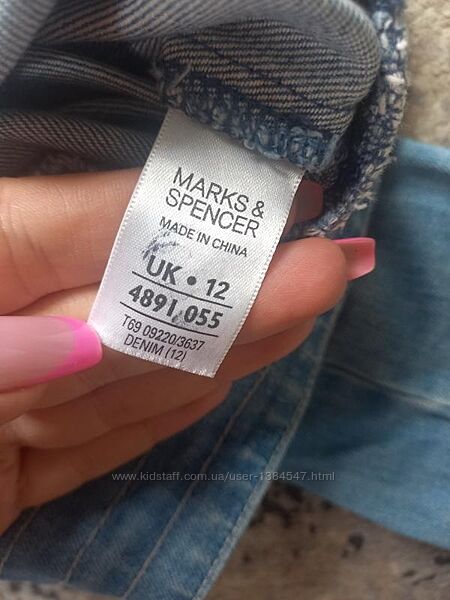 MARKS &
SPENCER
MADE IN CHINA
UK • 12
4891 055
T69 09220/3637
DENIM (12)
www.kidstaff.com.ua/user-1384547.html